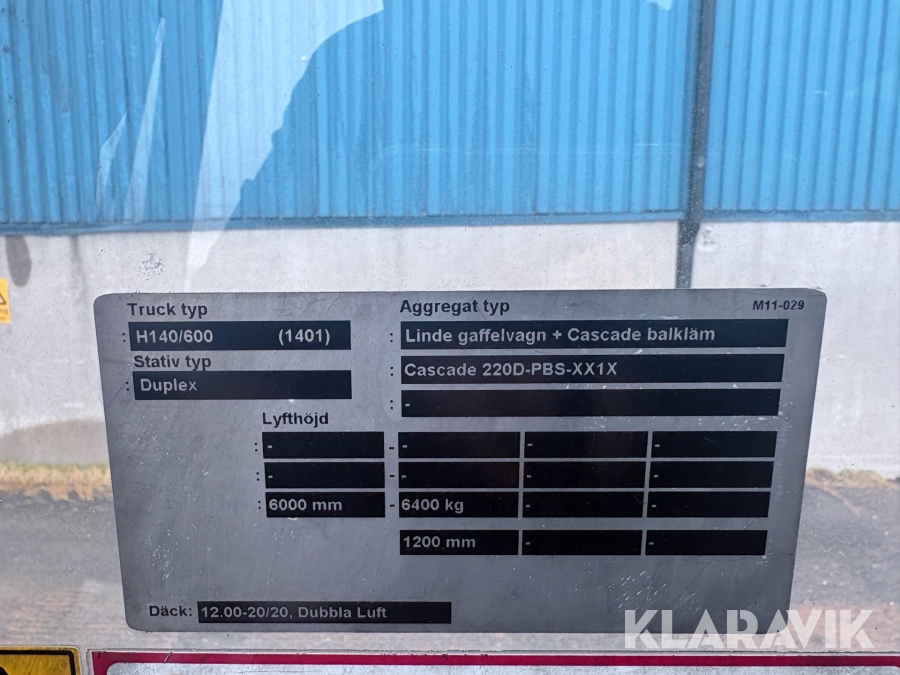 Truck typ
Aggregat typ
M11-029
: H140/600 (1401)
: Linde gaffelvagn + Cascade balkläm
Stativ typ
: Duplex
: Cascade 220D-PBS-XX1X
: -
Lyfthöjd
: - - - - -
: - - - - -
: 6000 mm - 6400 kg - -
1200 mm - -
Däck: 12.00-20/20, Dubbla Luft
KLARAVIK